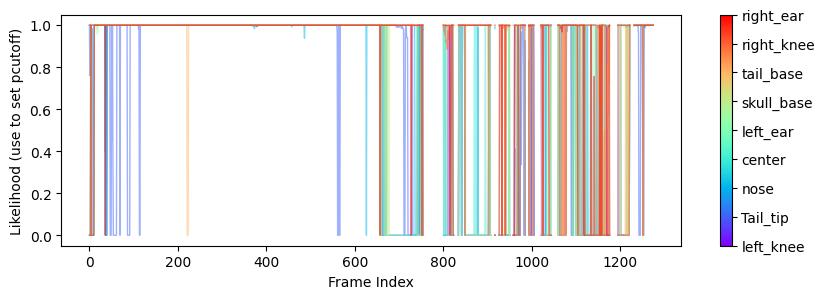 1.0
0.8
0.6
0.4
0.2
0.0
Likelihood (use to set pcutoff)
0
200
400
600
800
1000
1200
Frame Index
right_ear
right_knee
tail_base
skull_base
left_ear
center
nose
Tail_tip
left_knee